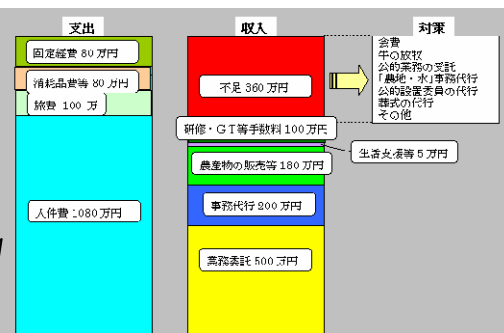 支出
固定経費 80 万円
消耗品費等 80 万円
旅費 100 万
人件費 1080 万円
収入
不足 360 万円
研修・GT等手数料 100 万円
生活支援等 5 万円
農産物の販売等 180 万円
事務代行 200 万円
業務委託 500 万円
対策
会費
牛の放牧
公的業務の受託
「農地・水」事務代行
公的設置委員の代行
葬式の代行
その他